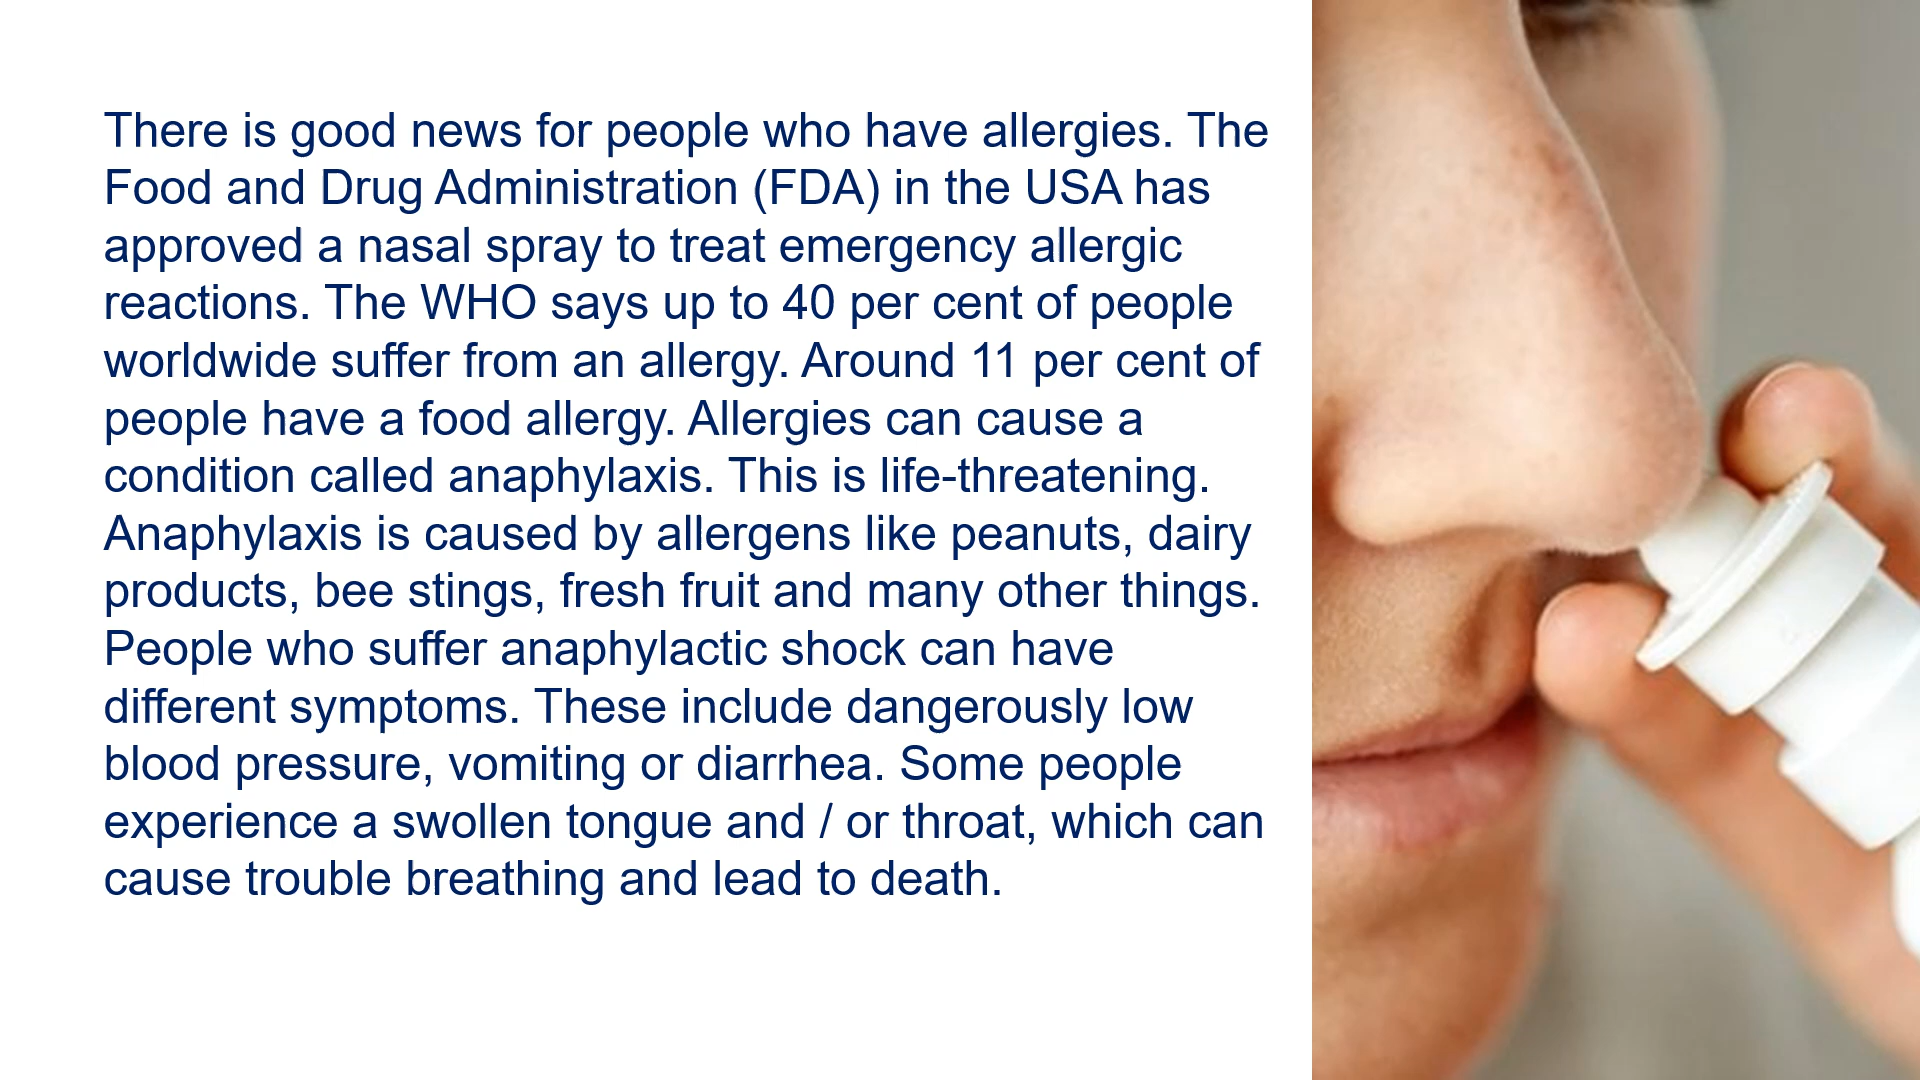 There is good news for people who have allergies. The
Food and Drug Administration (FDA) in the USA has
approved a nasal spray to treat emergency allergic
reactions. The WHO says up to 40 per cent of people
worldwide suffer from an allergy. Around 11 per cent of
people have a food allergy. Allergies can cause a
condition called anaphylaxis. This is life-threatening.
Anaphylaxis is caused by allergens like peanuts, dairy
products, bee stings, fresh fruit and many other things.
People who suffer anaphylactic shock can have
different symptoms. These include dangerously low
blood pressure, vomiting or diarrhea. Some people
experience a swollen tongue and / or throat, which can
cause trouble breathing and lead to death.